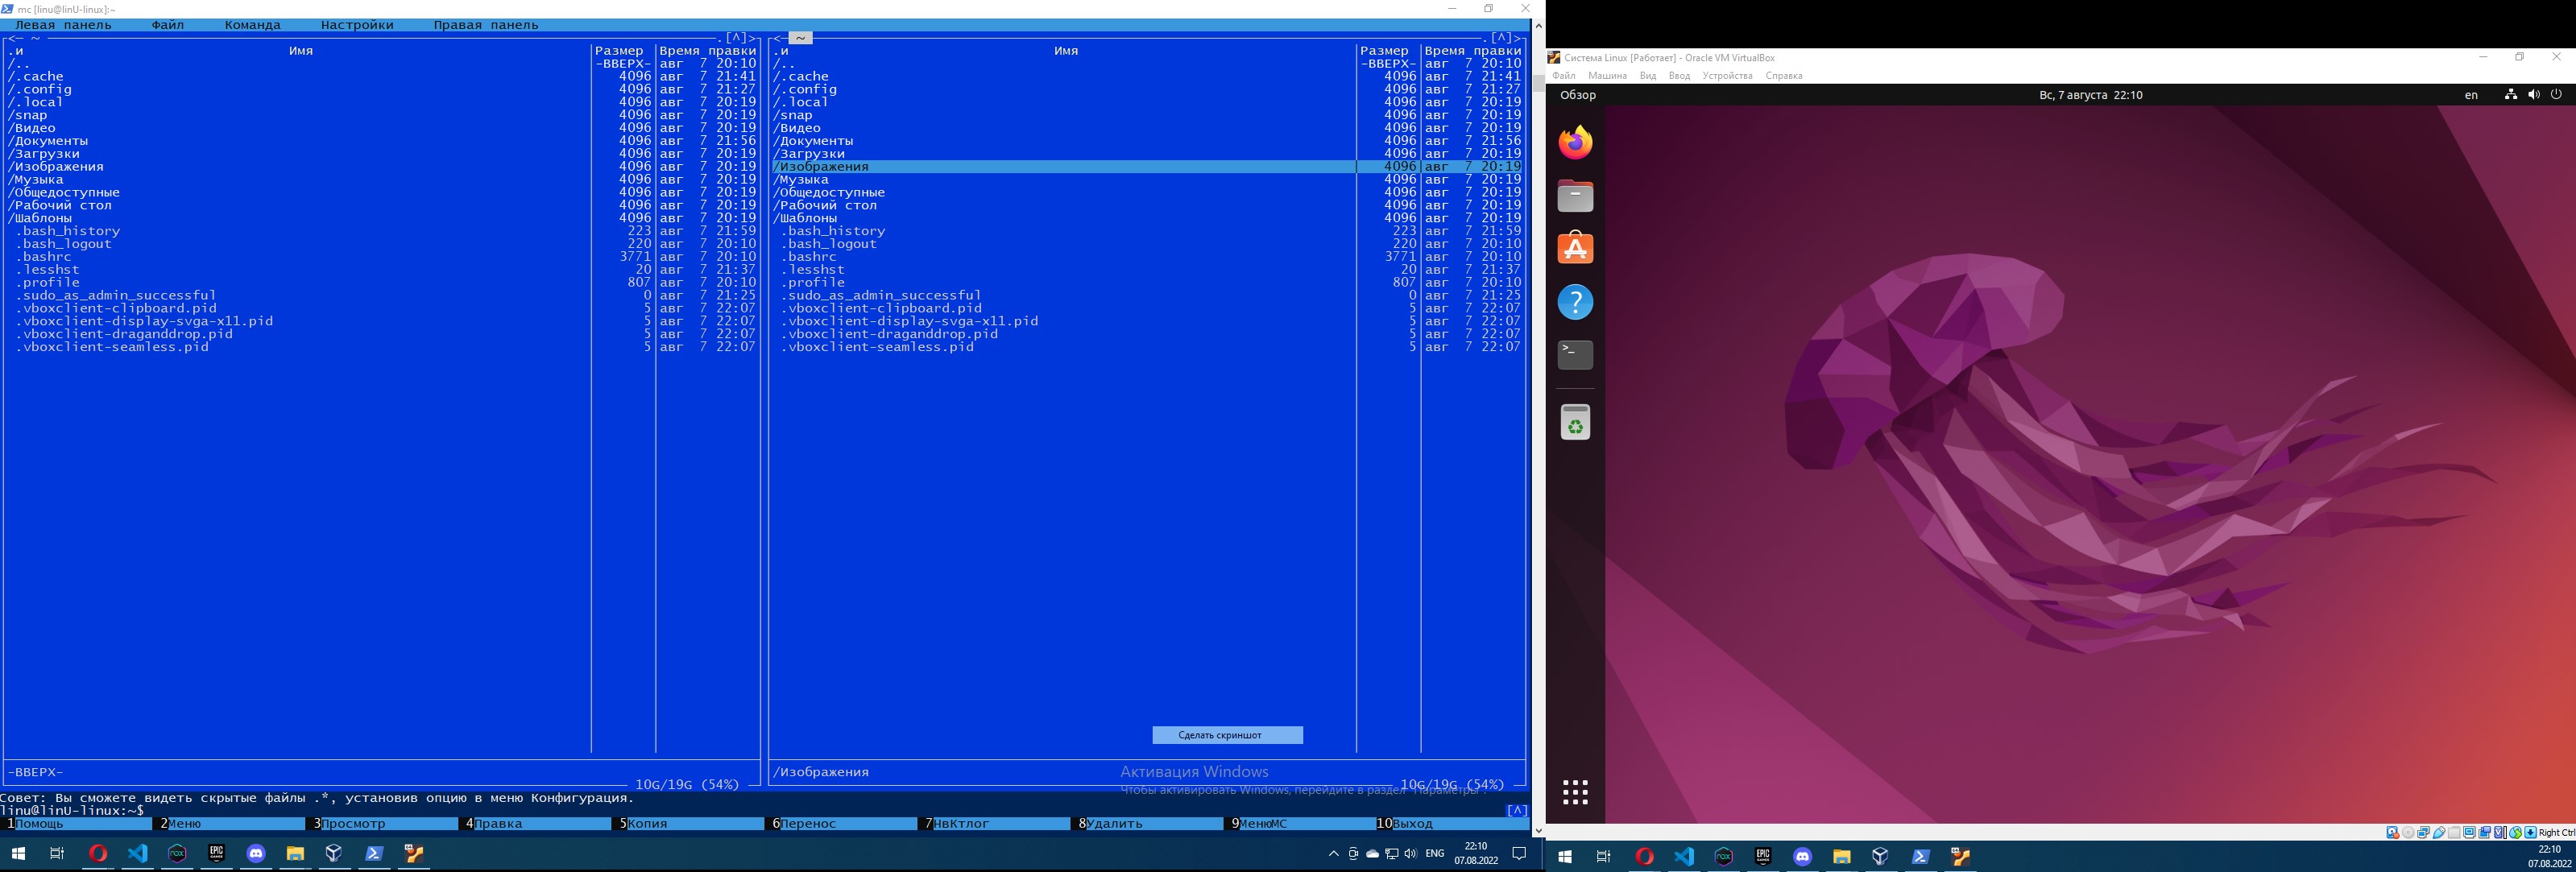 mc [linu@linU-linux]:~
Левая панель Файл Команда Настройки Правая панель
<— ~ .[^]>
.и Имя Размер Время правки
/.. -ВВЕРХ- авг 7 20:10
/.cache 4096 авг 7 21:41
/.config 4096 авг 7 21:27
/.local 4096 авг 7 20:19
/snap 4096 авг 7 20:19
/Видео 4096 авг 7 20:19
/Документы 4096 авг 7 21:56
/Загрузки 4096 авг 7 20:19
/Изображения 4096 авг 7 20:19
/Музыка 4096 авг 7 20:19
/Общедоступные 4096 авг 7 20:19
/Рабочий стол 4096 авг 7 20:19
/Шаблоны 4096 авг 7 20:19
.bash_history 223 авг 7 21:59
.bash_logout 220 авг 7 20:10
.bashrc 3771 авг 7 20:10
.lesshst 20 авг 7 21:37
.profile 807 авг 7 20:10
.sudo_as_admin_successful 0 авг 7 21:25
.vboxclient-clipboard.pid 5 авг 7 22:07
.vboxclient-display-svga-x11.pid 5 авг 7 22:07
.vboxclient-draganddrop.pid 5 авг 7 22:07
.vboxclient-seamless.pid 5 авг 7 22:07
-ВВЕРХ-
10G/19G (54%)
<— ~ .[^]>
.и Имя Размер Время правки
/.. -ВВЕРХ- авг 7 20:10
/.cache 4096 авг 7 21:41
/.config 4096 авг 7 21:27
/.local 4096 авг 7 20:19
/snap 4096 авг 7 20:19
/Видео 4096 авг 7 20:19
/Документы 4096 авг 7 21:56
/Загрузки 4096 авг 7 20:19
/Изображения 4096 авг 7 20:19
/Музыка 4096 авг 7 20:19
/Общедоступные 4096 авг 7 20:19
/Рабочий стол 4096 авг 7 20:19
/Шаблоны 4096 авг 7 20:19
.bash_history 223 авг 7 21:59
.bash_logout 220 авг 7 20:10
.bashrc 3771 авг 7 20:10
.lesshst 20 авг 7 21:37
.profile 807 авг 7 20:10
.sudo_as_admin_successful 0 авг 7 21:25
.vboxclient-clipboard.pid 5 авг 7 22:07
.vboxclient-display-svga-x11.pid 5 авг 7 22:07
.vboxclient-draganddrop.pid 5 авг 7 22:07
.vboxclient-seamless.pid 5 авг 7 22:07
Сделать скриншот
/Изображения
10G/19G (54%)
Активация Windows
Чтобы активировать Windows, перейдите в раздел "Параметры".
Совет: Вы сможете видеть скрытые файлы .*, установив опцию в меню Конфигурация.
linu@linU-linux:~$ [^]
1Помощь 2Меню 3Просмотр 4Правка 5Копия 6Перенос 7НвКтлог 8Удалить 9МенюМС 10Выход
nox EPIC GAMES
ENG 22:10
07.08.2022
Система Linux [Работает] - Oracle VM VirtualBox
Файл Машина Вид Ввод Устройства Справка
Обзор Вс, 7 августа 22:10 en
Right Ctrl
nox EPIC GAMES
22:10
07.08.2022